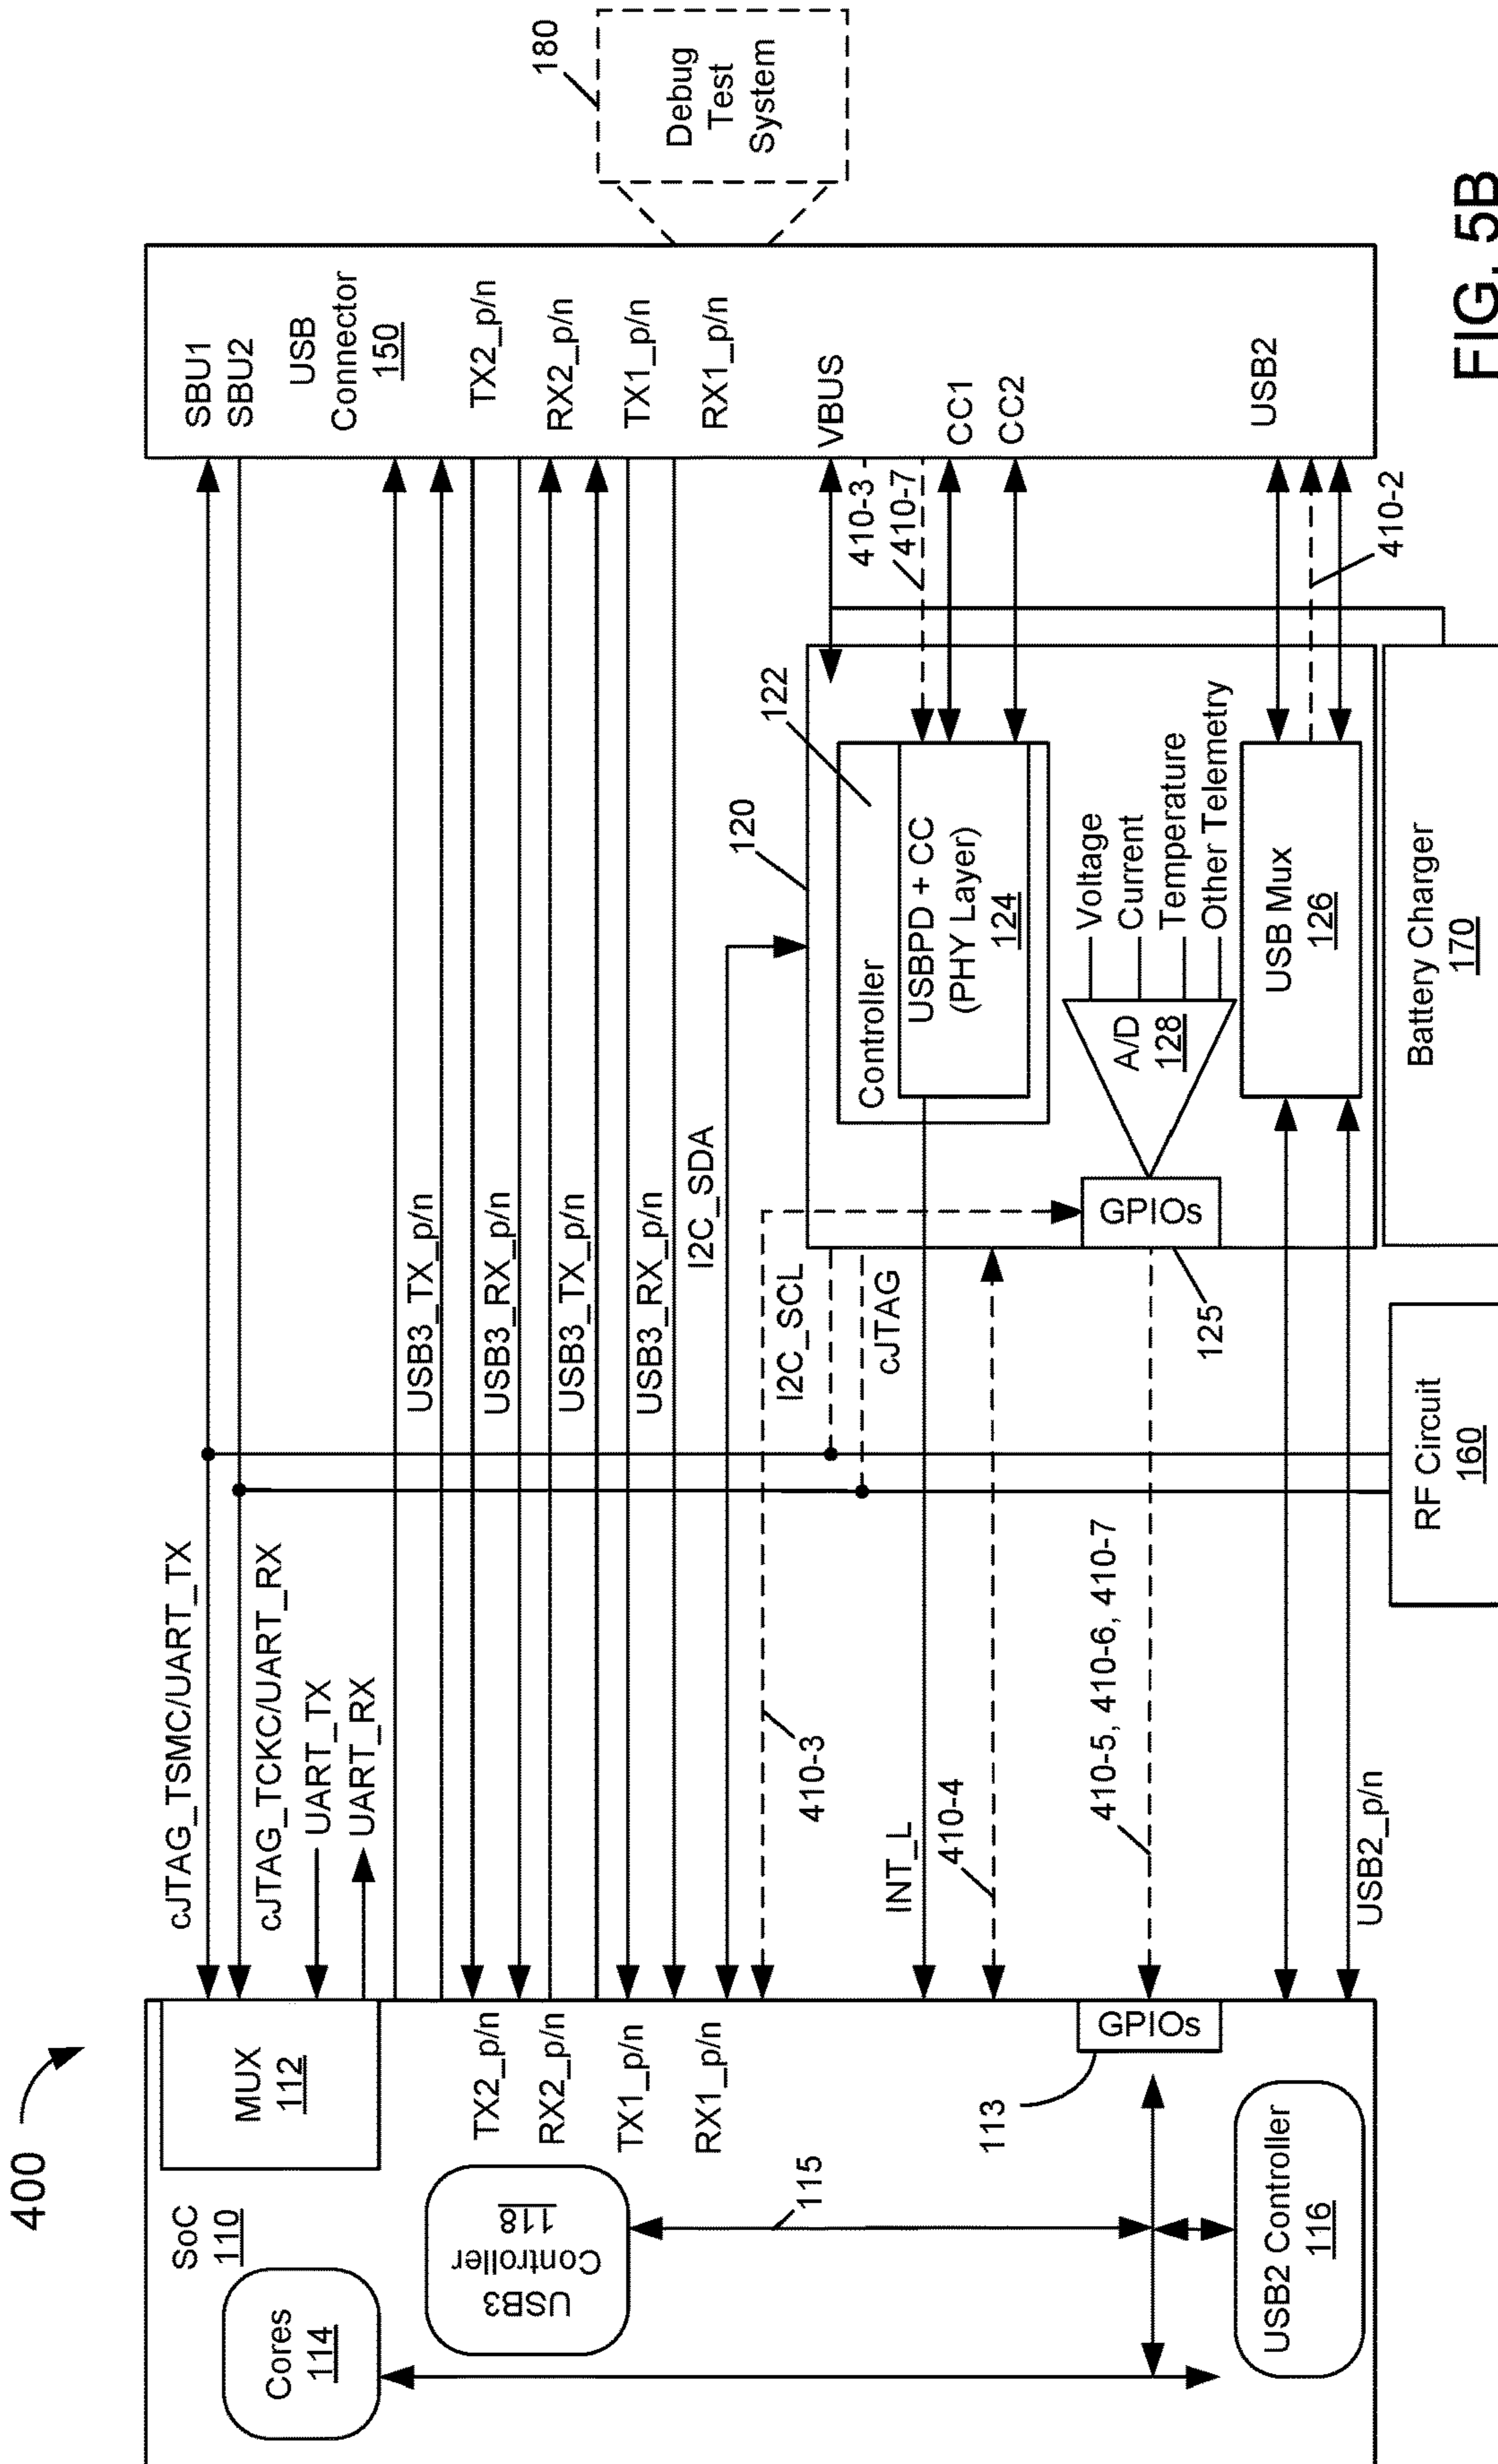 400
SoC
110
Cores
114
MUX
112
USB3
Controller
118
TX2_p/n
RX2_p/n
TX1_p/n
RX1_p/n
115
113
GPIOs
USB2 Controller
116
cJTAG_TSMC/UART_TX
cJTAG_TCKC/UART_RX
UART_TX
UART_RX
USB3_TX_p/n
USB3_RX_p/n
USB3_TX_p/n
USB3_RX_p/n
I2C_SDA
410-3
INT_L
410-4
410-5, 410-6, 410-7
USB2_p/n
I2C_SCL
cJTAG
125
RF Circuit
160
120
122
Controller
USBPD + CC
(PHY Layer)
124
GPIOs
A/D
128
Voltage
Current
Temperature
Other Telemetry
USB Mux
126
Battery Charger
170
410-3
410-7
410-2
SBU1
SBU2
USB
Connector
150
TX2_p/n
RX2_p/n
TX1_p/n
RX1_p/n
VBUS
CC1
CC2
USB2
180
Debug
Test
System
FIG. 5B